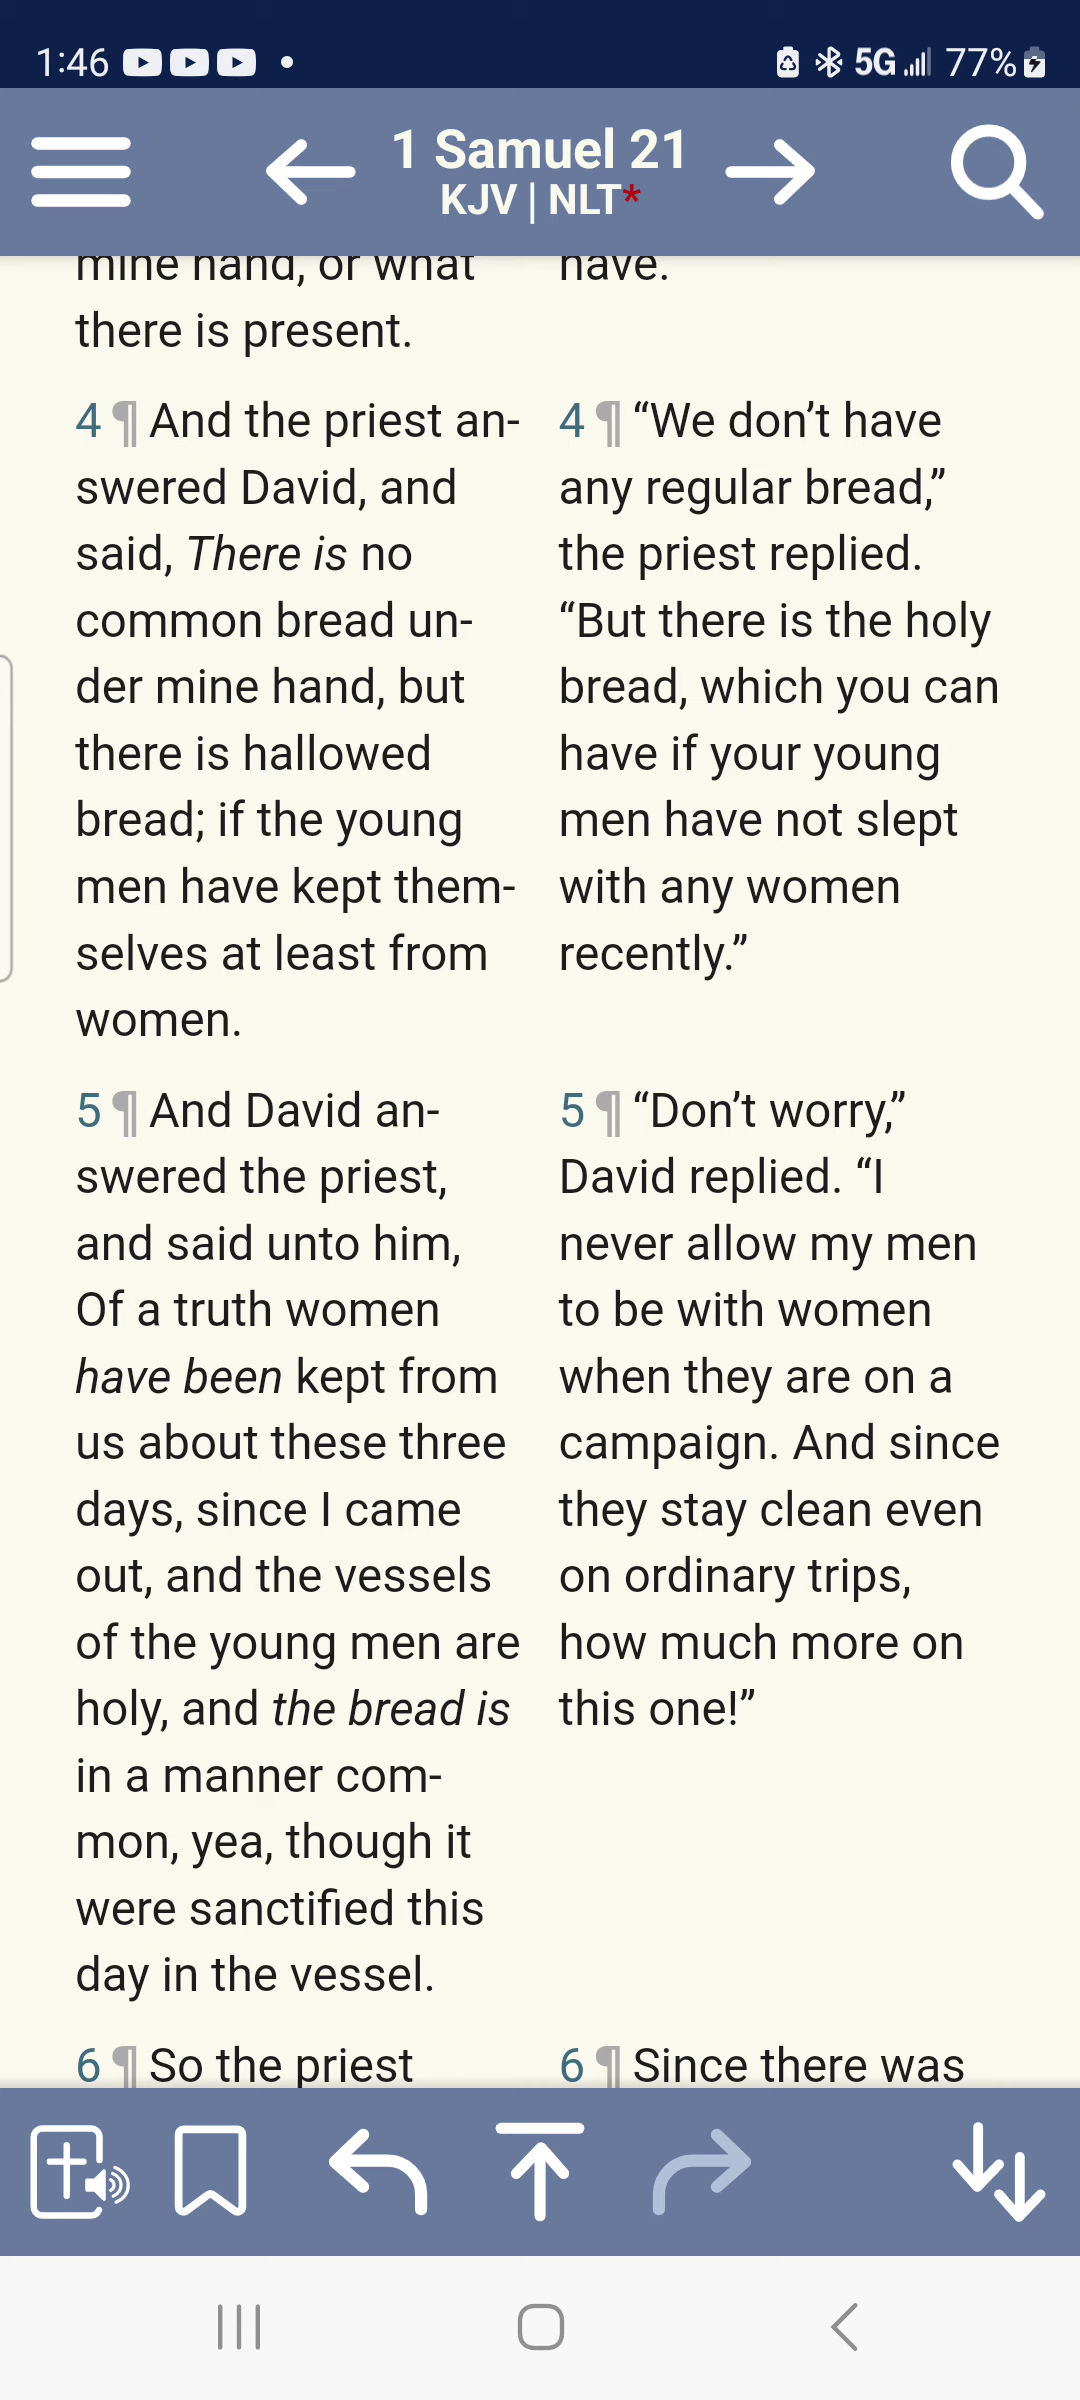 1:46
5G 77%
1 Samuel 21
KJV | NLT*
mine hand, or what
there is present.
4 ¶ And the priest an-
swered David, and
said, There is no
common bread un-
der mine hand, but
there is hallowed
bread; if the young
men have kept them-
selves at least from
women.
5 ¶ And David an-
swered the priest,
and said unto him,
Of a truth women
have been kept from
us about these three
days, since I came
out, and the vessels
of the young men are
holy, and the bread is
in a manner com-
mon, yea, though it
were sanctified this
day in the vessel.
6 ¶ So the priest
have.
4 ¶ “We don’t have
any regular bread,”
the priest replied.
“But there is the holy
bread, which you can
have if your young
men have not slept
with any women
recently.”
5 ¶ “Don’t worry,”
David replied. “I
never allow my men
to be with women
when they are on a
campaign. And since
they stay clean even
on ordinary trips,
how much more on
this one!”
6 ¶ Since there was